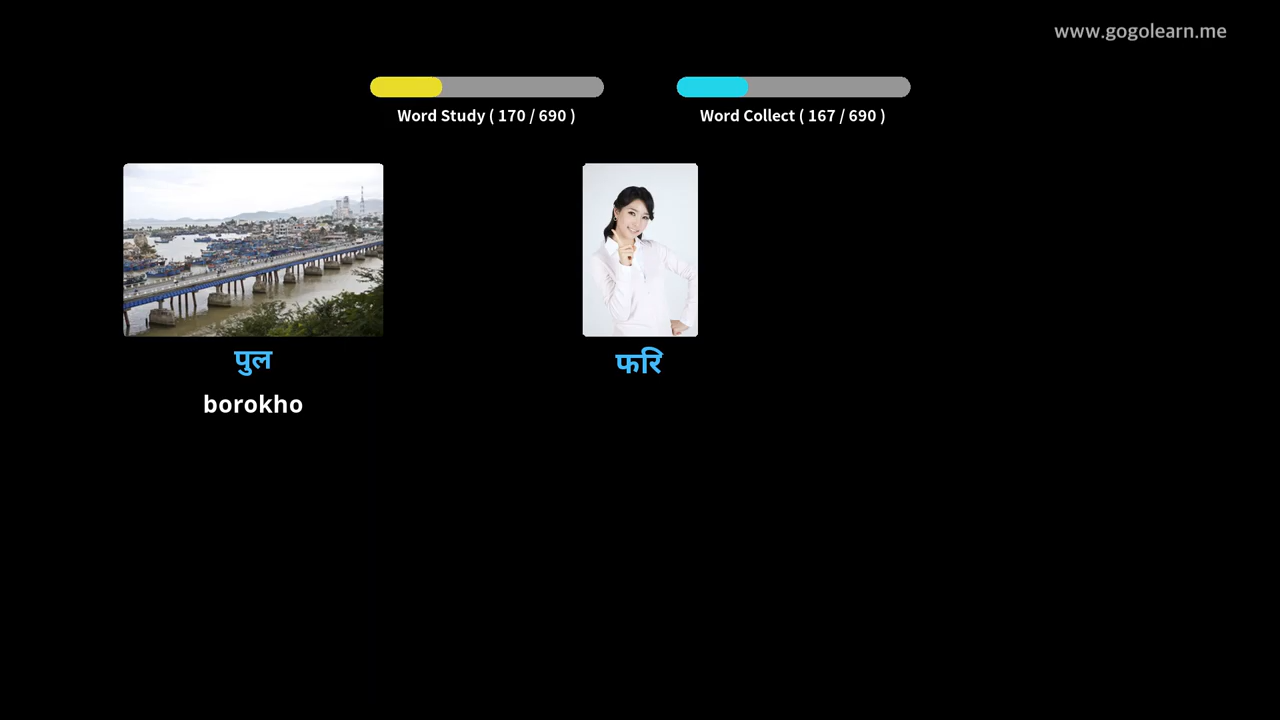 www.gogolearn.me
Word Study ( 170 / 690 )
Word Collect ( 167 / 690 )
पुल
फरि
borokho